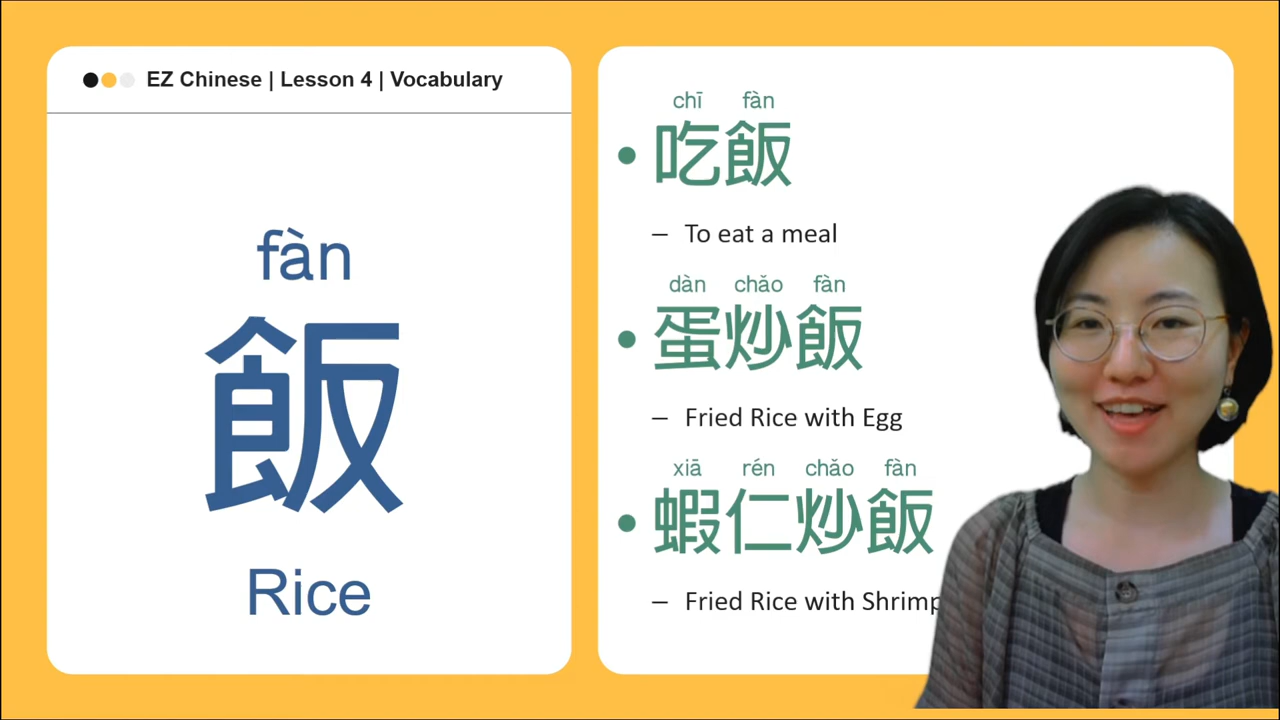 EZ Chinese | Lesson 4 | Vocabulary
fàn
飯
Rice
chī fàn
• 吃飯
– To eat a meal
dàn chǎo fàn
• 蛋炒飯
– Fried Rice with Egg
xiā rén chǎo fàn
• 蝦仁炒飯
– Fried Rice with Shrimp